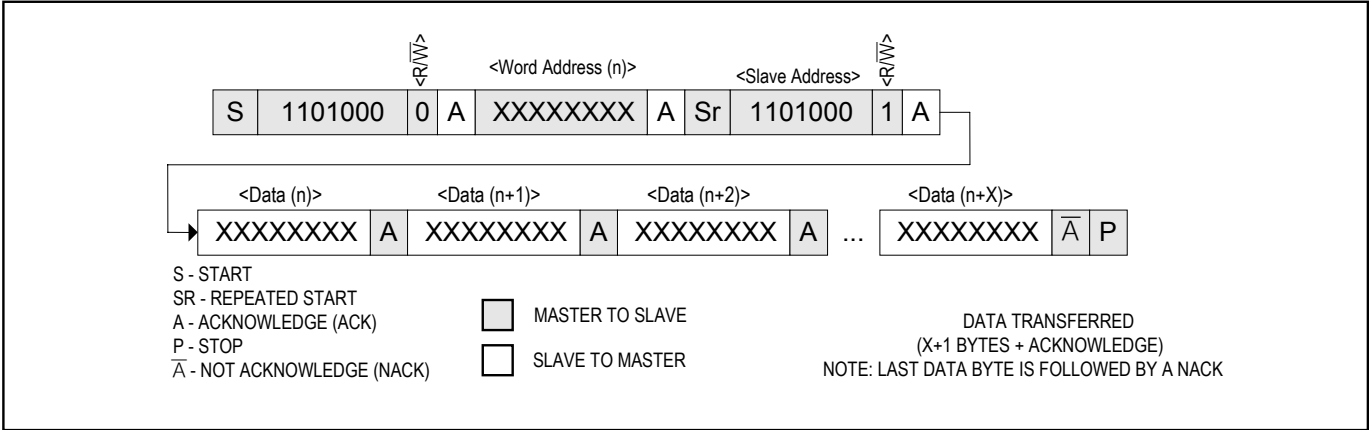 <R/W̅>
<Word Address (n)>
<Slave Address>
<R/W̅>
S 1101000 0 A XXXXXXXX A Sr 1101000 1 A
<Data (n)> <Data (n+1)> <Data (n+2)> <Data (n+X)>
XXXXXXXX A XXXXXXXX A XXXXXXXX A ... XXXXXXXX A̅ P
S - START
SR - REPEATED START
A - ACKNOWLEDGE (ACK)
P - STOP
A̅ - NOT ACKNOWLEDGE (NACK)
MASTER TO SLAVE
SLAVE TO MASTER
DATA TRANSFERRED
(X+1 BYTES + ACKNOWLEDGE)
NOTE: LAST DATA BYTE IS FOLLOWED BY A NACK